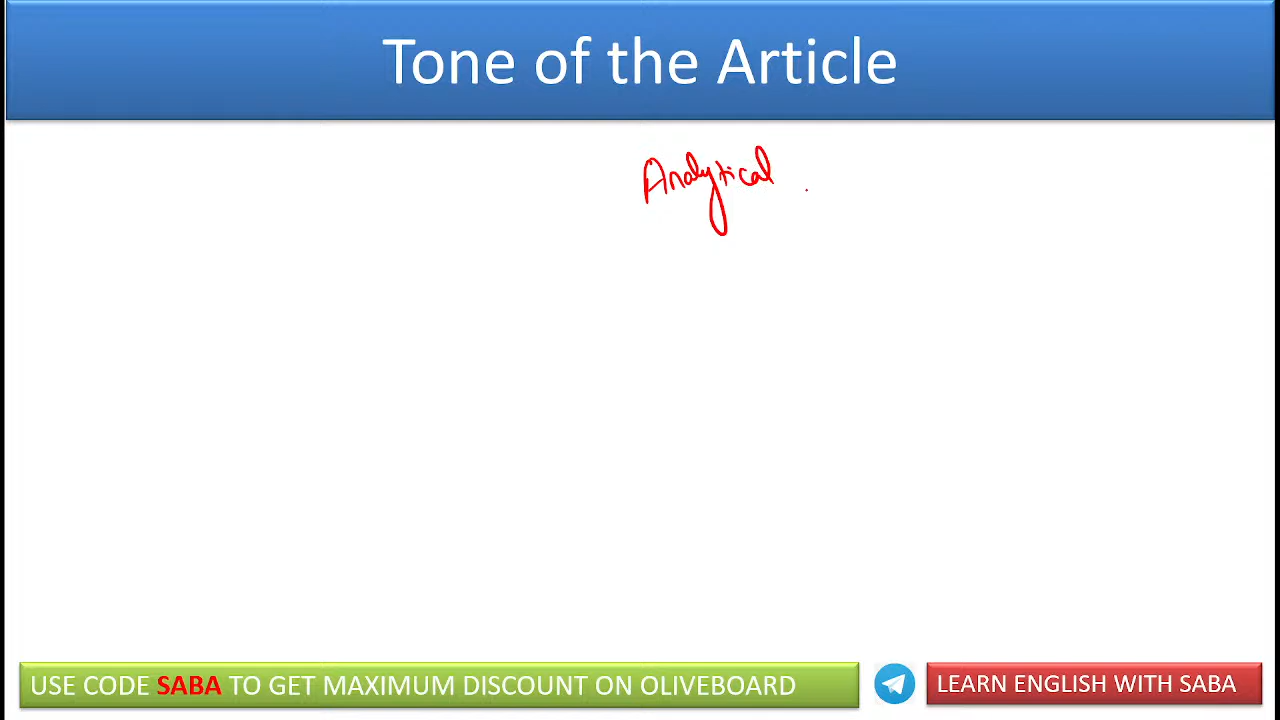 Tone of the Article
Analytical
USE CODE SABA TO GET MAXIMUM DISCOUNT ON OLIVEBOARD
LEARN ENGLISH WITH SABA